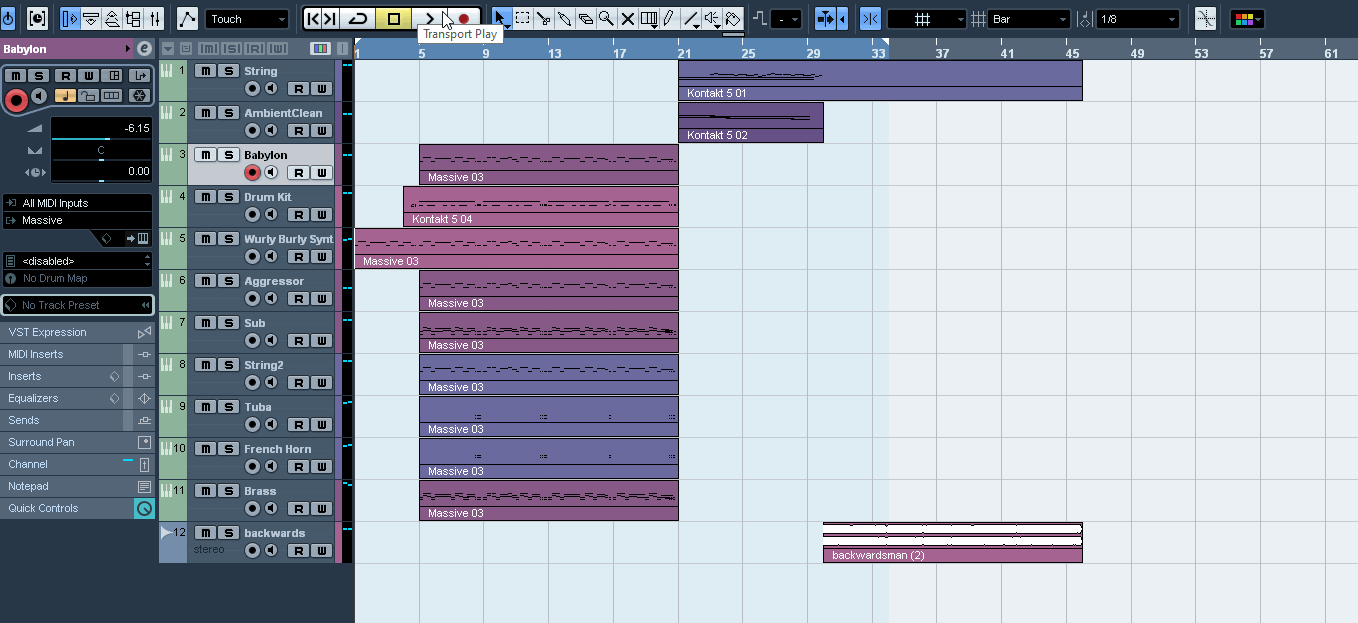 Touch - Bar 1/8
Transport Play
Babylon
1 5 9 13 17 21 25 29 33 37 41 45 49 53 57 61
M S R W
-6.15
C
0.00
All MIDI Inputs
Massive
<disabled>
No Drum Map
No Track Preset
VST Expression
MIDI Inserts
Inserts
Equalizers
Sends
Surround Pan
Channel
Notepad
Quick Controls
1 M S String
R W
2 M S AmbientClean
R W
3 M S Babylon
R W
4 M S Drum Kit
R W
5 M S Wurly Burly Synt
R W
6 M S Aggressor
R W
7 M S Sub
R W
8 M S String2
R W
9 M S Tuba
R W
10 M S French Horn
R W
11 M S Brass
R W
12 M S backwards
stereo R W
Kontakt 5 01
Kontakt 5 02
Massive 03
Kontakt 5 04
Massive 03
Massive 03
Massive 03
Massive 03
Massive 03
Massive 03
Massive 03
backwardsman (2)